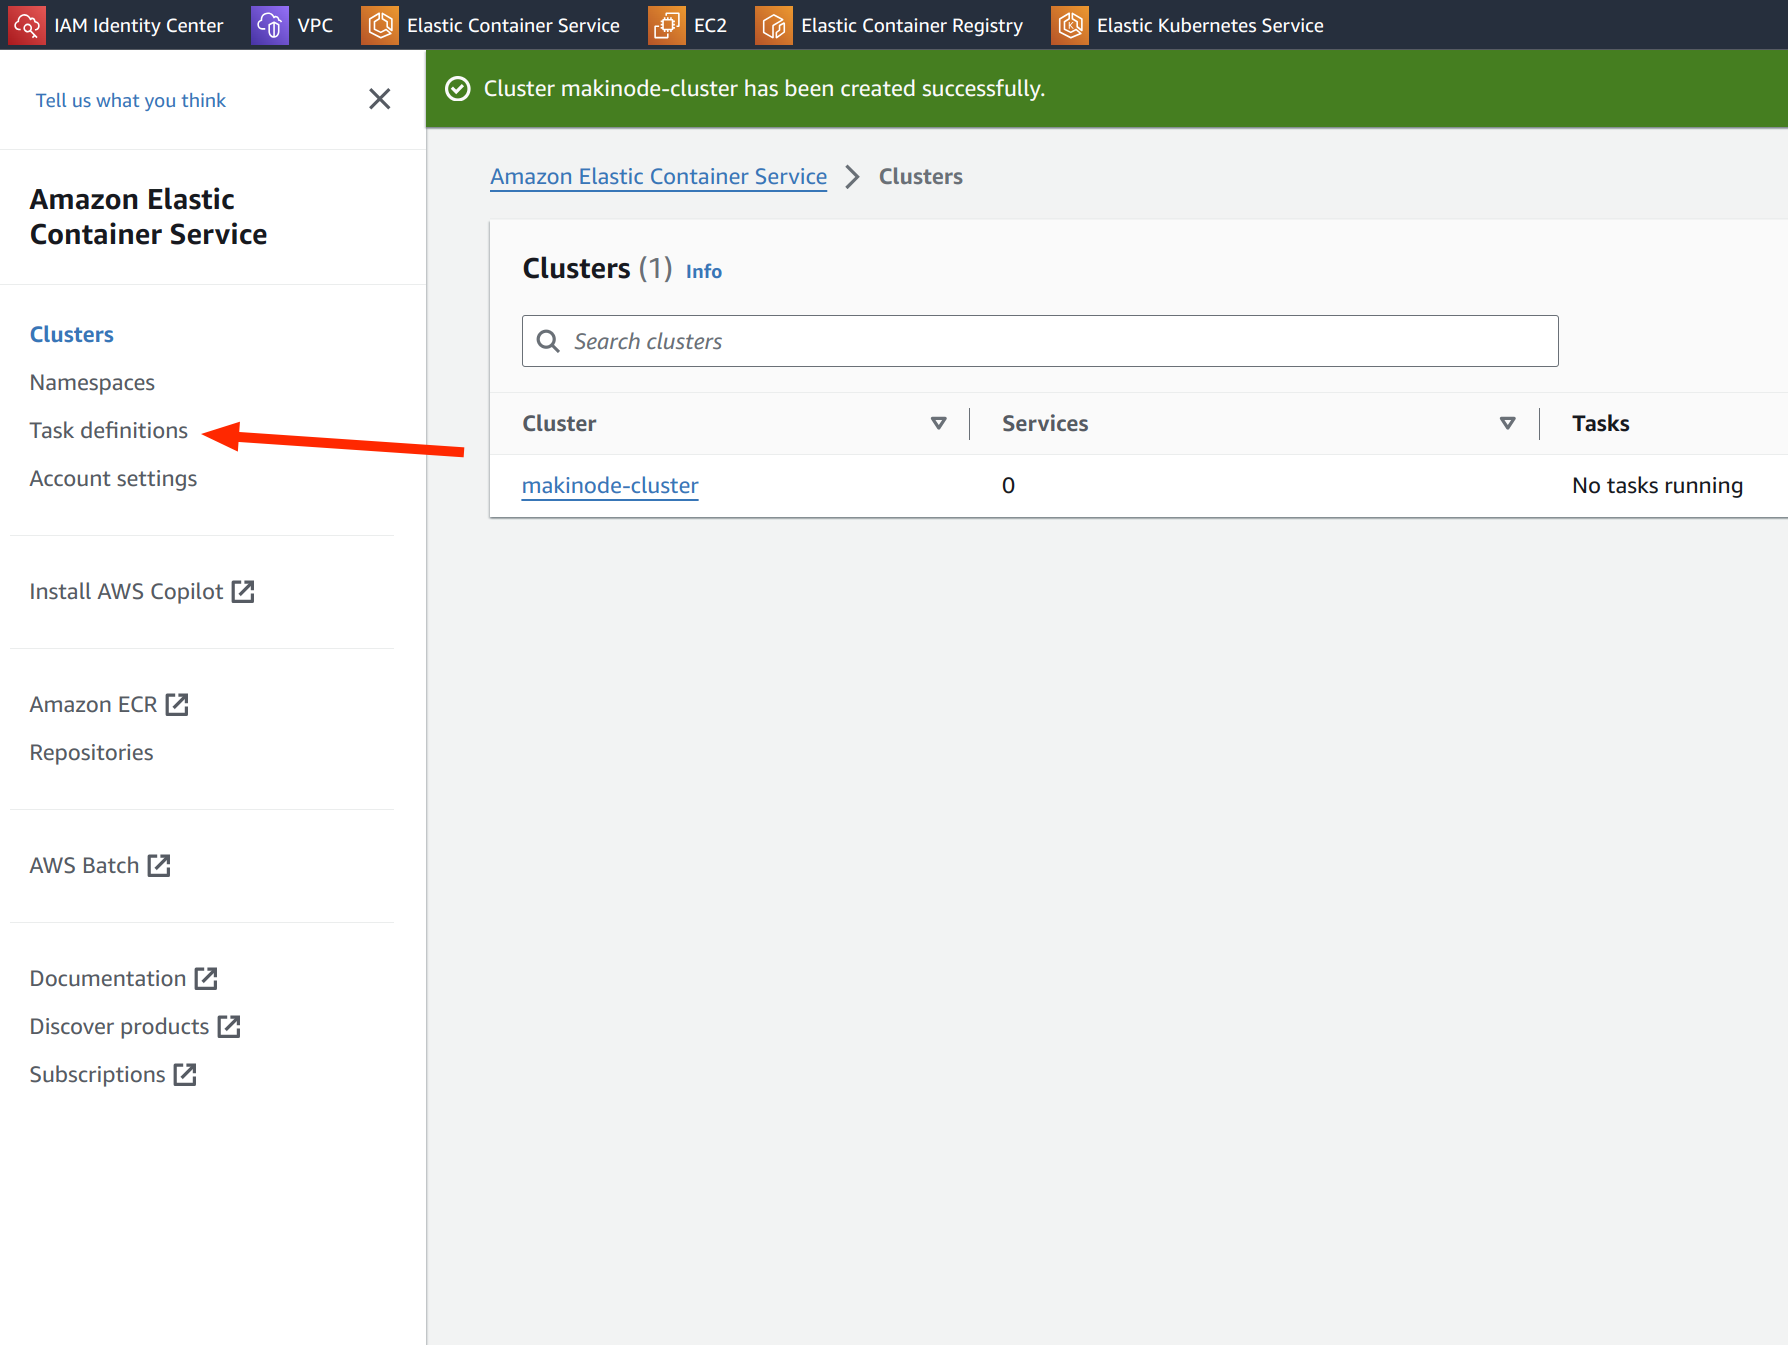 IAM Identity Center VPC Elastic Container Service EC2 Elastic Container Registry Elastic Kubernetes Service
Tell us what you think
Cluster makinode-cluster has been created successfully.
Amazon Elastic
Container Service
Clusters
Namespaces
Task definitions
Account settings
Install AWS Copilot
Amazon ECR
Repositories
AWS Batch
Documentation
Discover products
Subscriptions
Amazon Elastic Container Service Clusters
Clusters (1) Info
Search clusters
Cluster Services Tasks
makinode-cluster 0 No tasks running